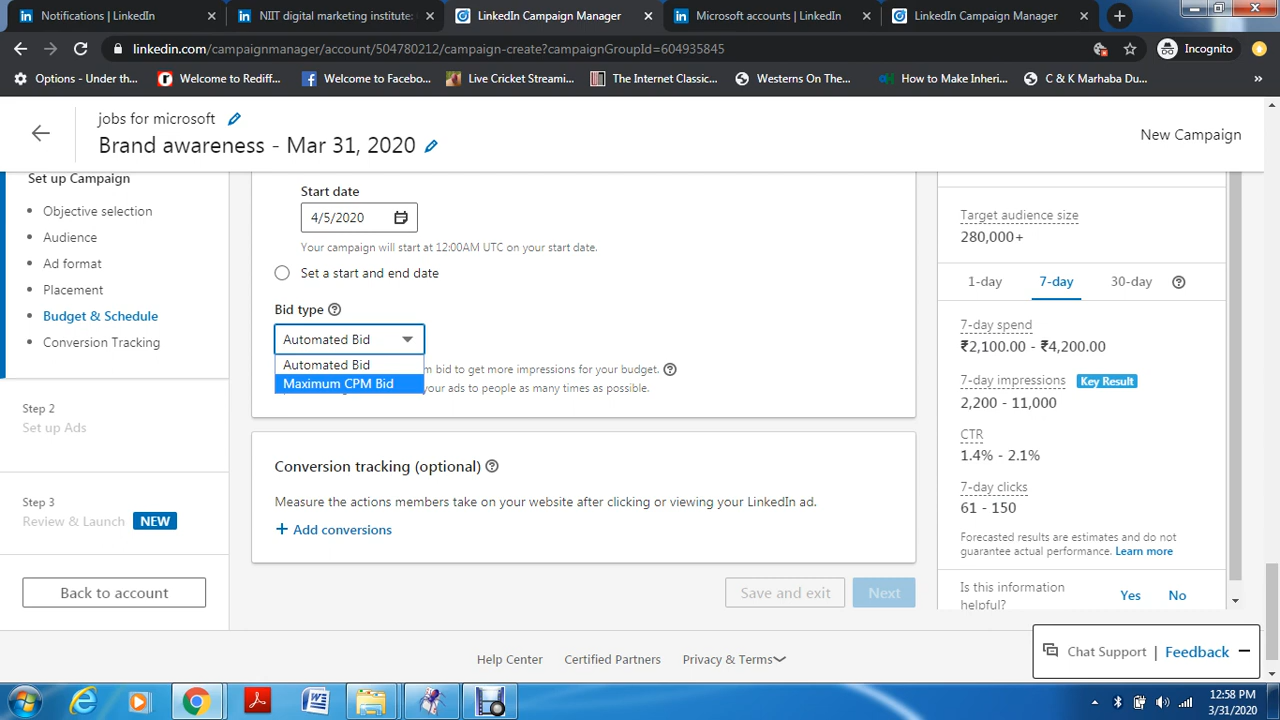 Notifications | LinkedIn
NIIT digital marketing institute:
LinkedIn Campaign Manager
Microsoft accounts | LinkedIn
LinkedIn Campaign Manager
linkedin.com/campaignmanager/account/504780212/campaign-create?campaignGroupId=604935845
Incognito
Options - Under th...
Welcome to Rediff...
Welcome to Facebo...
Live Cricket Streami...
The Internet Classic...
Westerns On The...
How to Make Inheri...
C & K Marhaba Du...
jobs for microsoft
Brand awareness - Mar 31, 2020
New Campaign
Set up Campaign
Objective selection
Audience
Ad format
Placement
Budget & Schedule
Conversion Tracking
Step 2
Set up Ads
Step 3
Review & Launch NEW
Back to account
Start date
4/5/2020
Your campaign will start at 12:00AM UTC on your start date.
Set a start and end date
Bid type
Automated Bid
Automated Bid
Maximum CPM Bid
bid to get more impressions for your budget.
your ads to people as many times as possible.
Conversion tracking (optional)
Measure the actions members take on your website after clicking or viewing your LinkedIn ad.
+ Add conversions
Save and exit
Next
Target audience size
280,000+
1-day 7-day 30-day
7-day spend
₹2,100.00 - ₹4,200.00
7-day impressions Key Result
2,200 - 11,000
CTR
1.4% - 2.1%
7-day clicks
61 - 150
Forecasted results are estimates and do not
guarantee actual performance. Learn more
Is this information
helpful?
Yes No
Help Center
Certified Partners
Privacy & Terms
Chat Support | Feedback
12:58 PM
3/31/2020